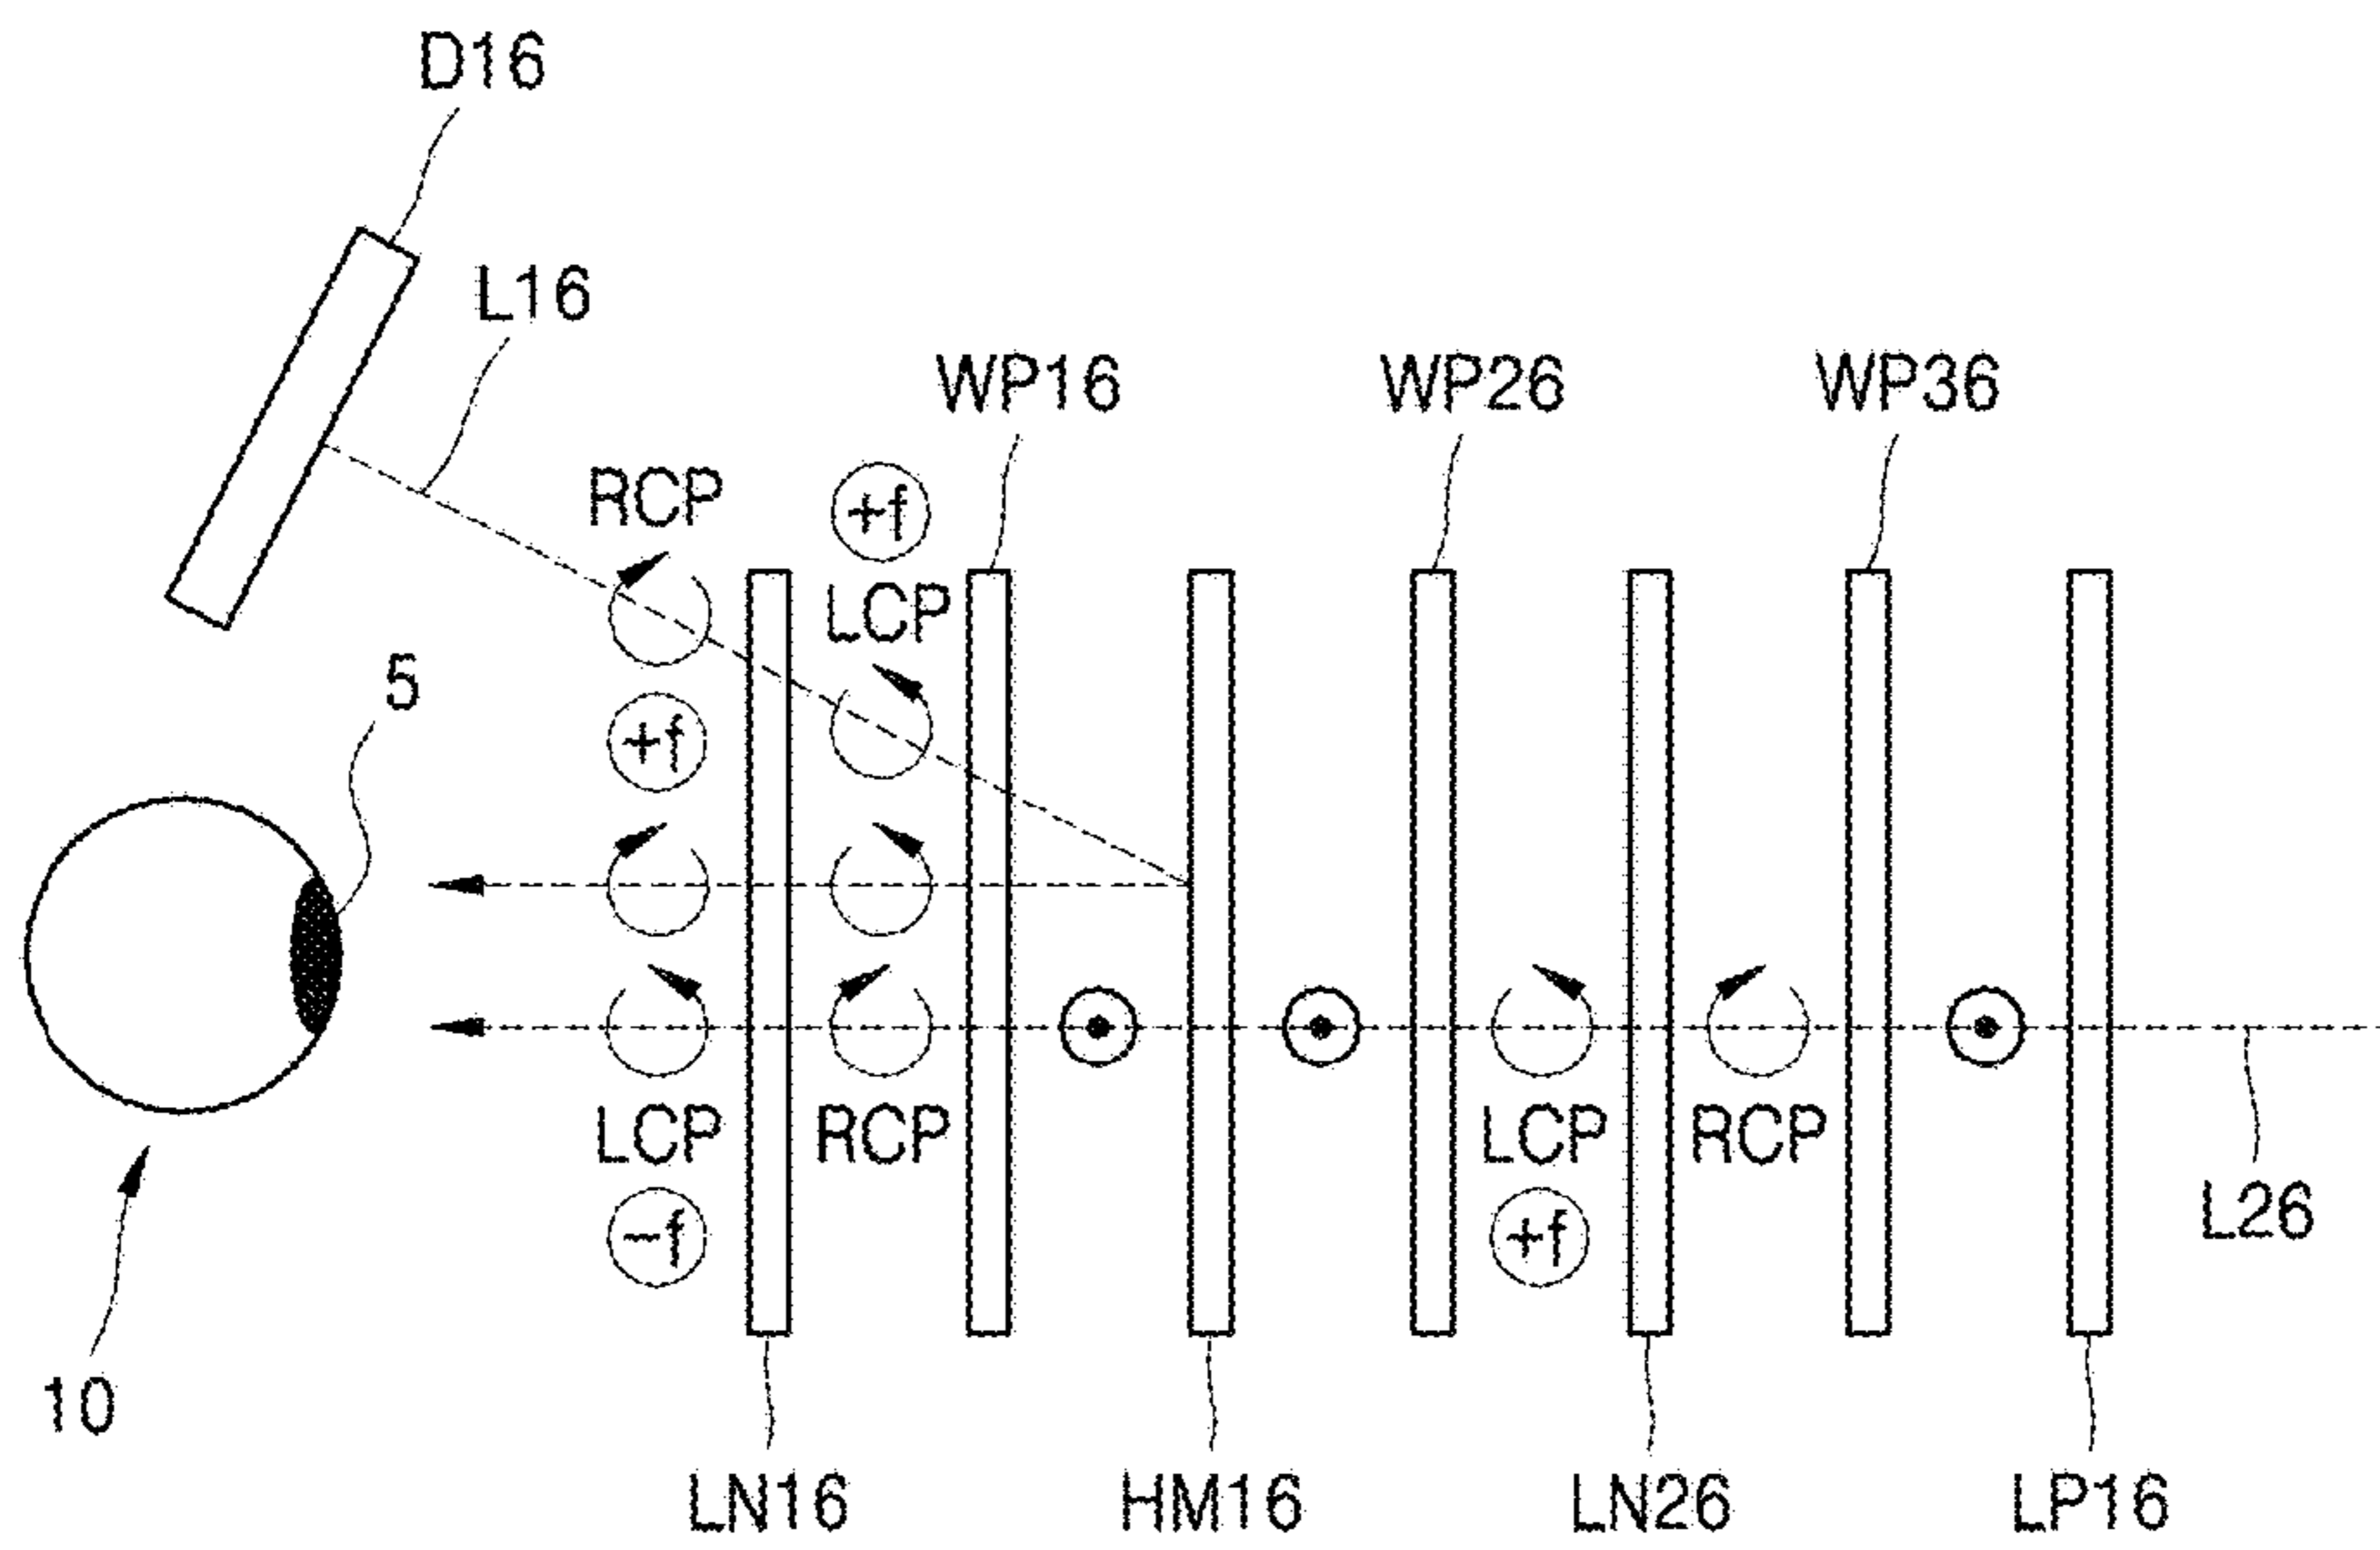 D16
L16
WP16
WP26
WP36
RCP
+f
LCP
5
+f
LCP
RCP
LCP
RCP
-f
+f
L26
10
LN16
HM16
LN26
LP16